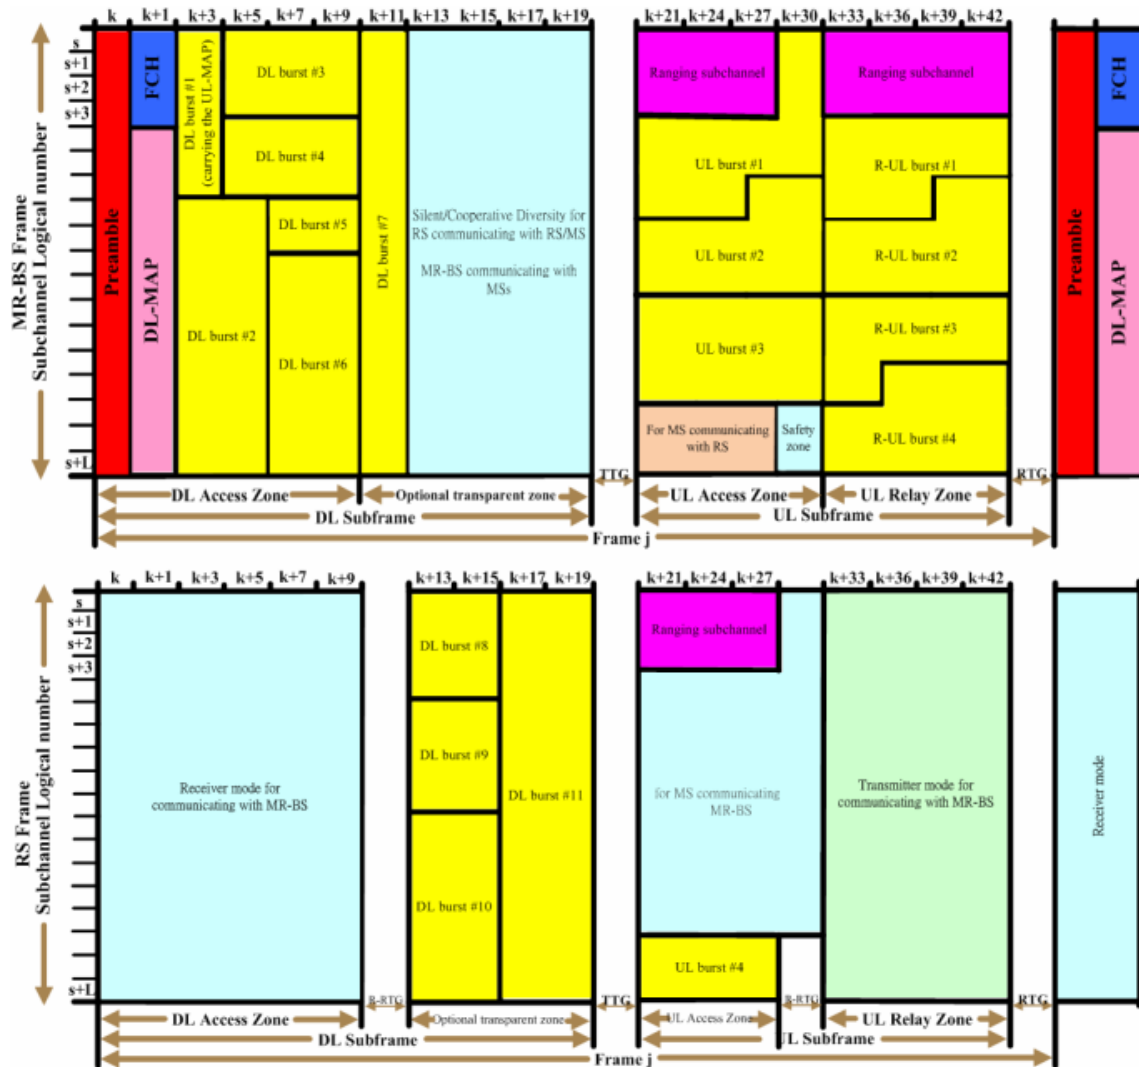 k k+1 k+3 k+5 k+7 k+9 k+11 k+13 k+15 k+17 k+19 k+21 k+24 k+27 k+30 k+33 k+36 k+39 k+42
MR-BS Frame
Subchannel Logical number
s
s+1
s+2
s+3
s+L
Preamble
FCH
DL-MAP
DL burst #1
(carrying the UL-MAP)
DL burst #3
DL burst #4
DL burst #2
DL burst #5
DL burst #6
DL burst #7
Silent/Cooperative Diversity for
RS communicating with RS/MS
MR-BS communicating with
MSs
Ranging subchannel
Ranging subchannel
UL burst #1
R-UL burst #1
UL burst #2
R-UL burst #2
UL burst #3
R-UL burst #3
For MS communicating
with RS
Safety
zone
R-UL burst #4
Preamble
FCH
DL-MAP
TTG
RTG
DL Access Zone
Optional transparent zone
UL Access Zone
UL Relay Zone
DL Subframe
UL Subframe
Frame j
k k+1 k+3 k+5 k+7 k+9 k+13 k+15 k+17 k+19 k+21 k+24 k+27 k+33 k+36 k+39 k+42
RS Frame
Subchannel Logical number
s
s+1
s+2
s+3
s+L
Receiver mode for
communicating with MR-BS
DL burst #8
DL burst #9
DL burst #10
DL burst #11
Ranging subchannel
for MS communicating
MR-BS
UL burst #4
Transmitter mode for
communicating with MR-BS
Receiver mode
R-RTG
TTG
R-RTG
RTG
DL Access Zone
Optional transparent zone
UL Access Zone
UL Relay Zone
DL Subframe
UL Subframe
Frame j